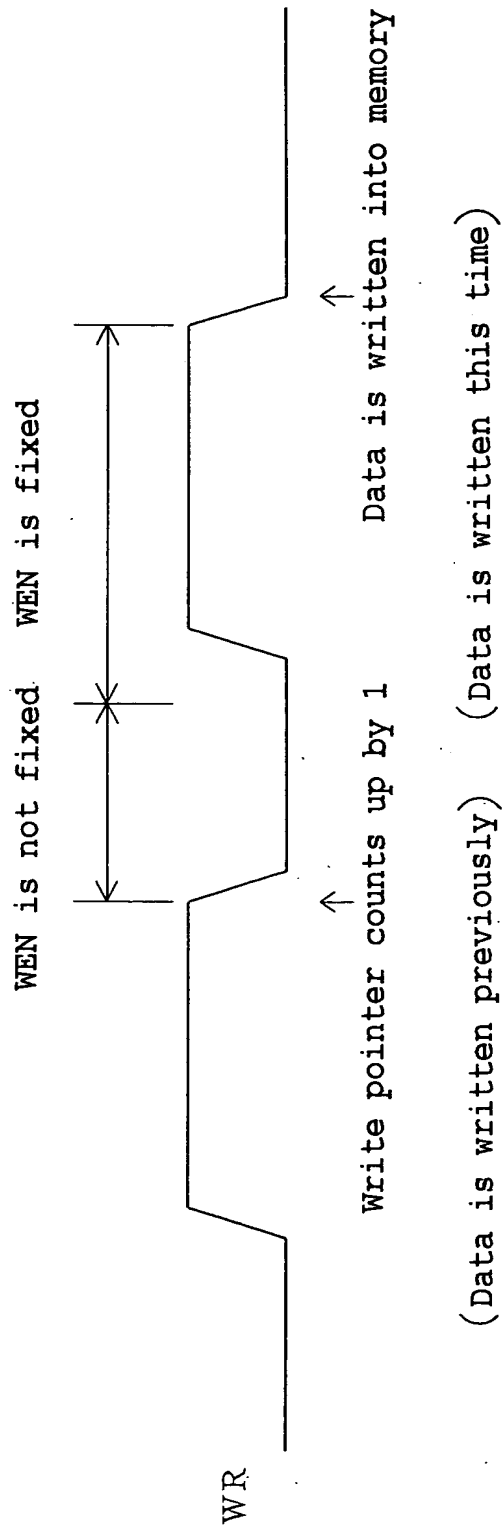 WEN is not fixed
WEN is fixed
WR
Write pointer counts up by 1
Data is written into memory
(Data is written previously)
(Data is written this time)